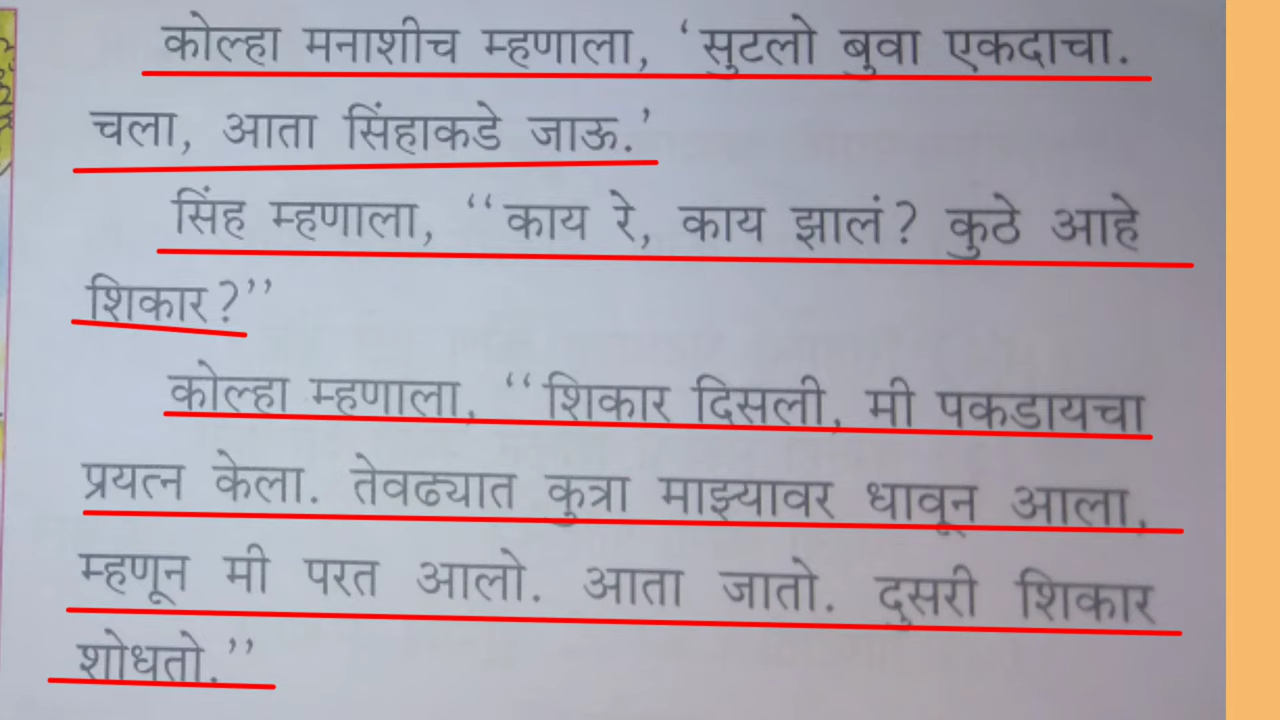 कोल्हा मनाशीच म्हणाला, ‘सुटलो बुवा एकदाचा.
चला, आता सिंहाकडे जाऊ.’
सिंह म्हणाला, ‘‘काय रे, काय झालं? कुठे आहे
शिकार?’’
कोल्हा म्हणाला, ‘‘शिकार दिसली, मी पकडायचा
प्रयत्न केला. तेवढ्यात कुत्रा माझ्यावर धावून आला,
म्हणून मी परत आलो. आता जातो. दुसरी शिकार
शोधतो.’’